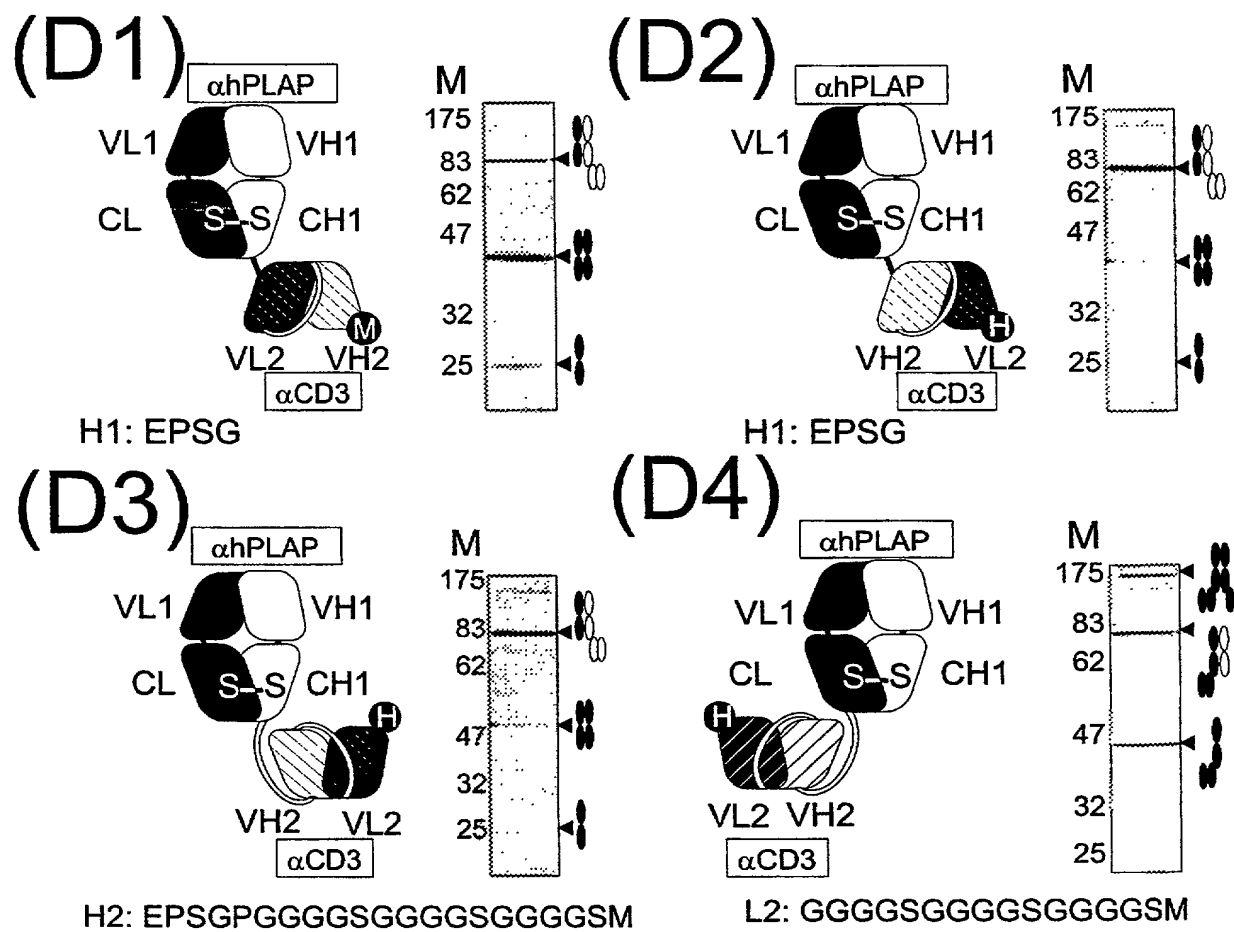 (D1)
αhPLAP
VL1 VH1
CL S-S CH1
M
VL2 VH2
αCD3
H1: EPSG
M
175
83
62
47
32
25
(D2)
αhPLAP
VL1 VH1
CL S-S CH1
H
VH2 VL2
αCD3
H1: EPSG
M
175
83
62
47
32
25
(D3)
αhPLAP
VL1 VH1
CL S-S CH1
H
VH2 VL2
αCD3
M
175
83
62
47
32
25
H2: EPSGPGGGGSGGGGSGGGGSM
(D4)
αhPLAP
VL1 VH1
CL S-S CH1
H
VL2 VH2
αCD3
M
175
83
62
47
32
25
L2: GGGGSGGGGSGGGGSM